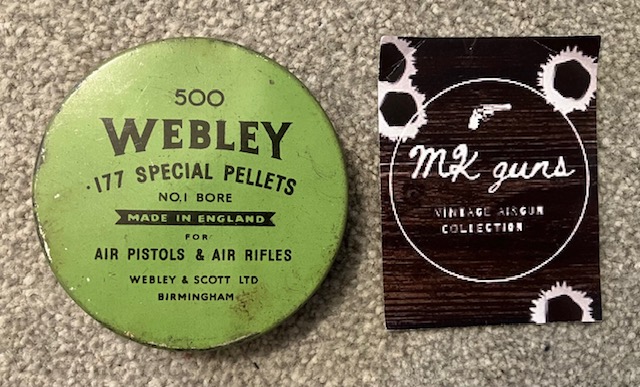 500
WEBLEY
.177 SPECIAL PELLETS
NO.1 BORE
MADE IN ENGLAND
FOR
AIR PISTOLS & AIR RIFLES
WEBLEY & SCOTT LTD
BIRMINGHAM
MK guns
VINTAGE AIRGUN
COLLECTION